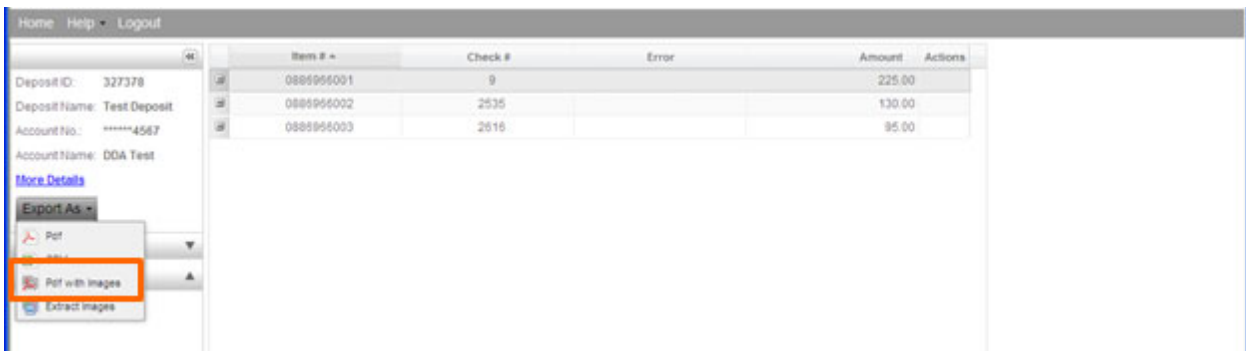 Home Help Logout
Item # Check # Error Amount Actions
Deposit ID: 327378
0886966001 9 225.00
Deposit Name: Test Deposit
0886966002 2535 130.00
Account No.: ******4567
0886966003 2616 95.00
Account Name: DDA Test
More Details
Export As
Pdf
Pdf with images
Extract images